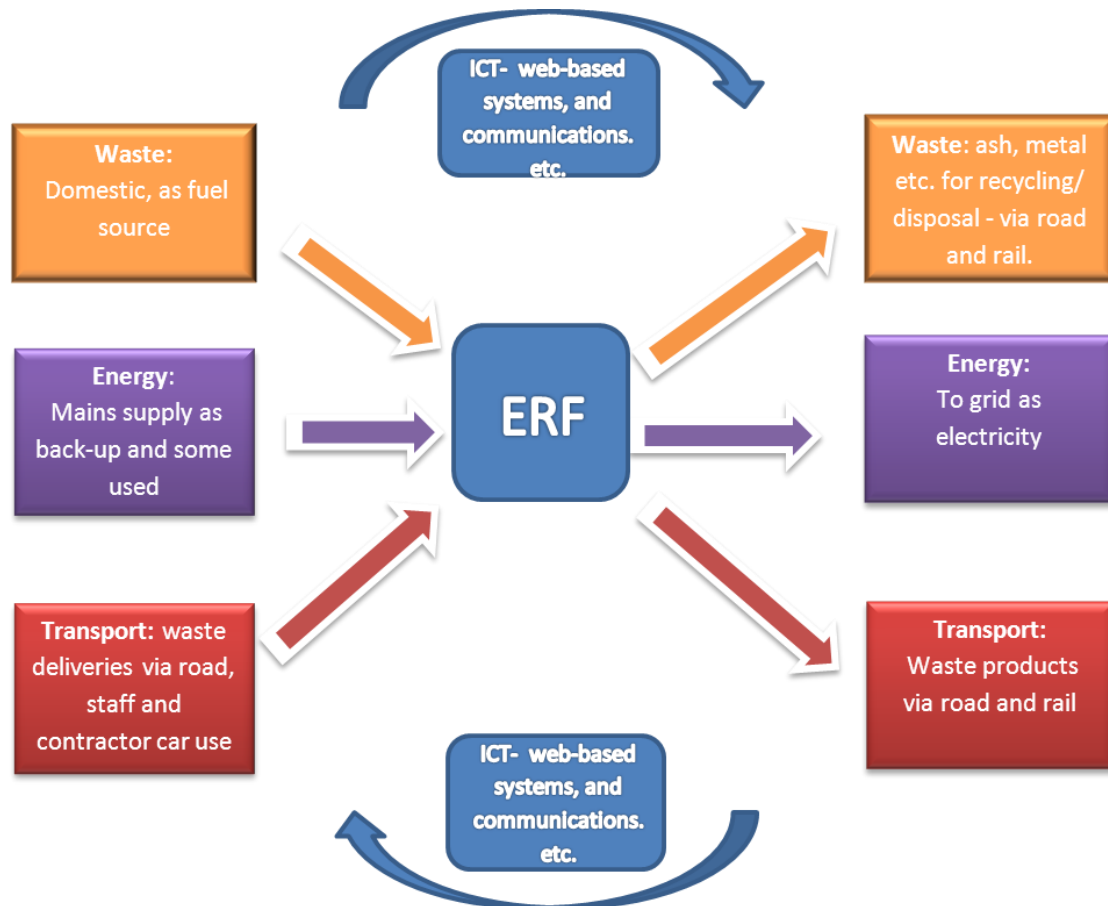 ICT- web-based
systems, and
communications.
etc.
Waste:
Domestic, as fuel
source
Waste: ash, metal
etc. for recycling/
disposal - via road
and rail.
Energy:
Mains supply as
back-up and some
used
ERF
Energy:
To grid as
electricity
Transport: waste
deliveries via road,
staff and
contractor car use
Transport:
Waste products
via road and rail
ICT- web-based
systems, and
communications.
etc.